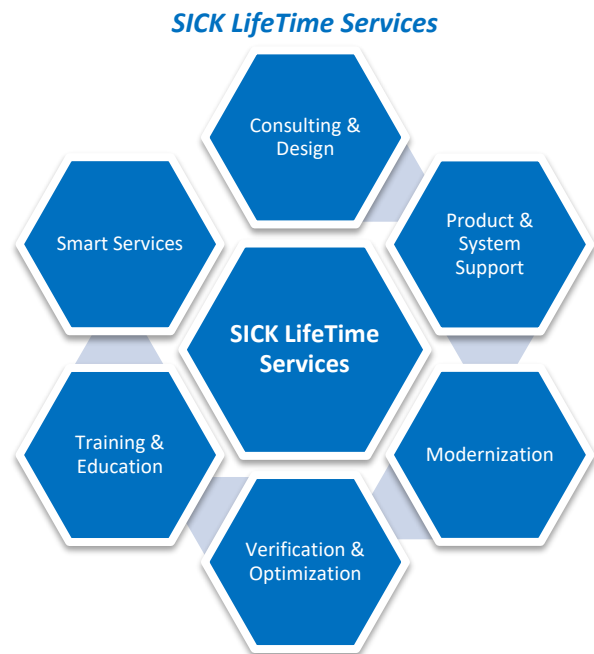 SICK LifeTime Services
Consulting &
Design
Product &
System
Support
Modernization
Verification &
Optimization
Training &
Education
Smart Services
SICK LifeTime
Services